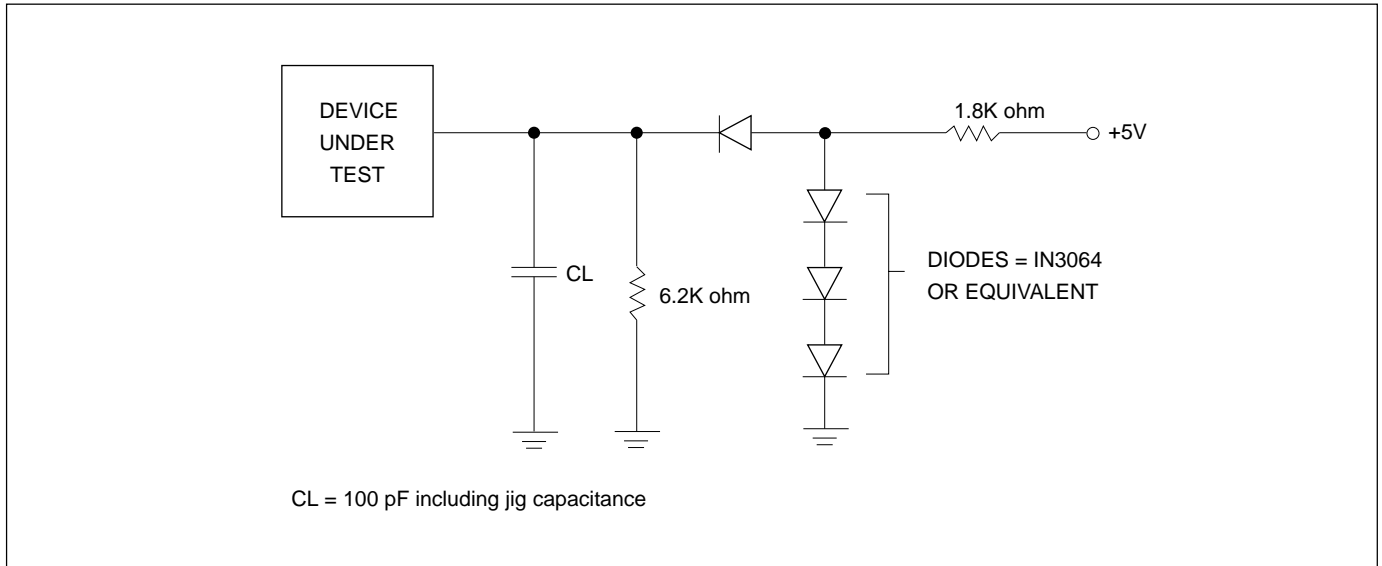 DEVICE
UNDER
TEST
1.8K ohm
+5V
CL
6.2K ohm
DIODES = IN3064
OR EQUIVALENT
CL = 100 pF including jig capacitance